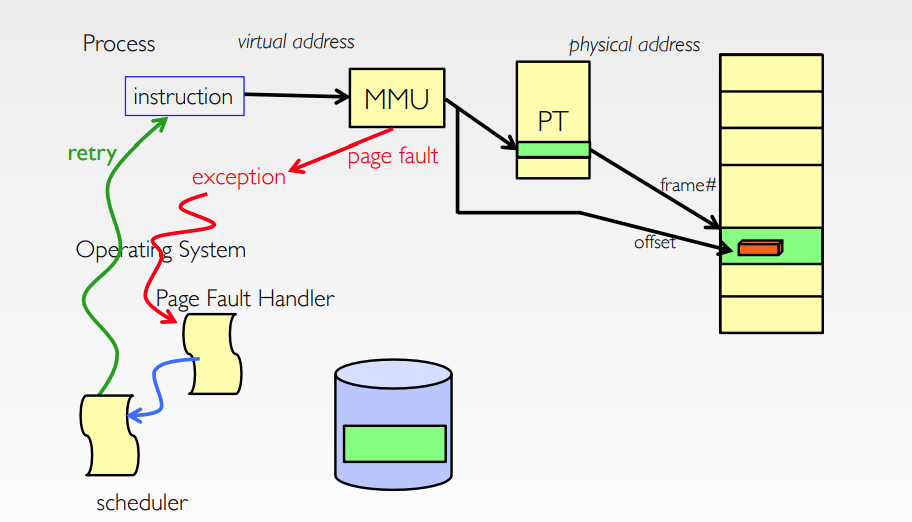 Process
virtual address
physical address
instruction
MMU
PT
retry
page fault
exception
frame#
offset
Operating System
Page Fault Handler
scheduler